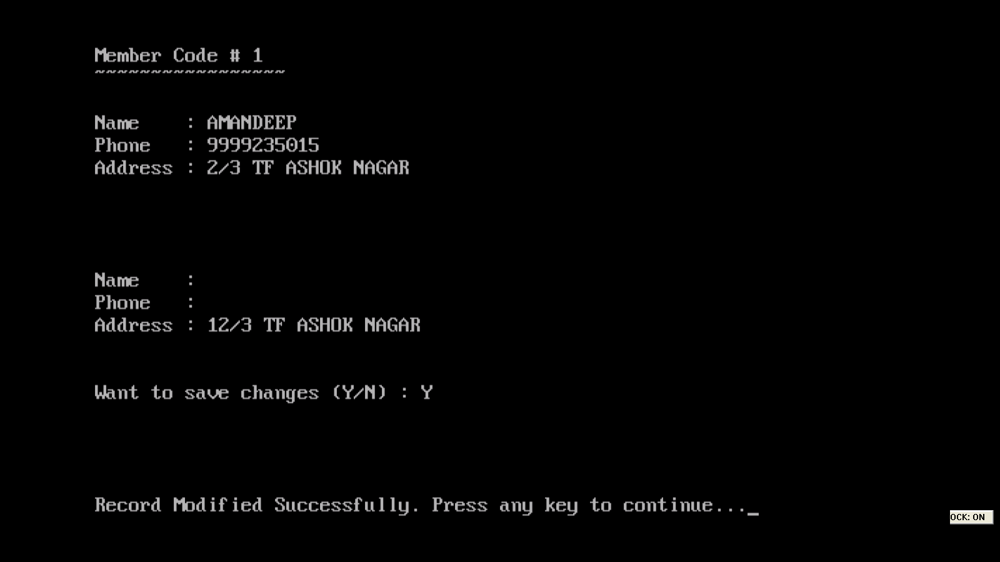 Member Code # 1
~~~~~~~~~~~~~~~~~
Name    : AMANDEEP
Phone   : 9999235015
Address : 2/3 TF ASHOK NAGAR
Name    :
Phone   :
Address : 12/3 TF ASHOK NAGAR
Want to save changes (Y/N) : Y
Record Modified Successfully. Press any key to continue..._
OCK: ON